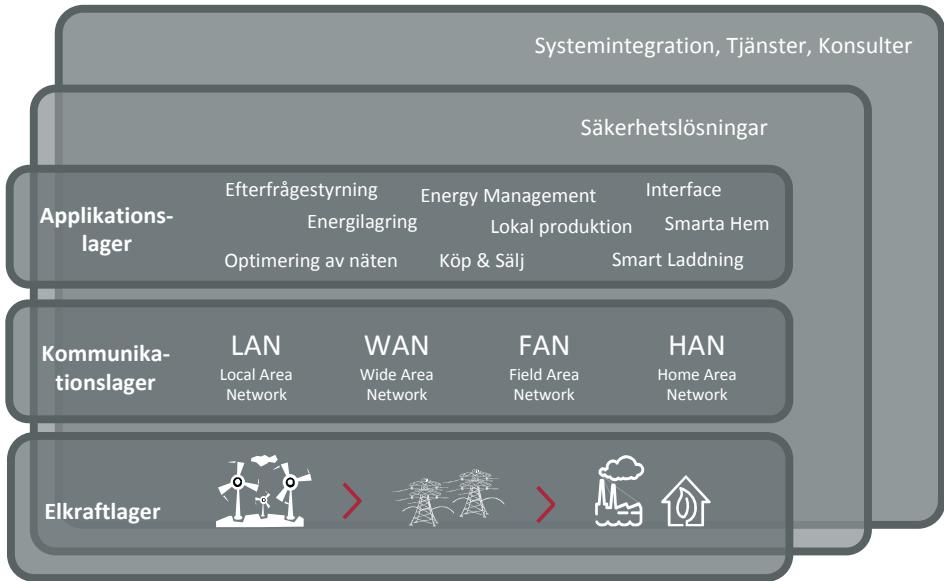 Systemintegration, Tjänster, Konsulter
Säkerhetslösningar
Applikations-
lager
Efterfrågestyrning
Energy Management
Interface
Energilagring
Lokal produktion
Smarta Hem
Optimering av näten
Köp & Sälj
Smart Laddning
Kommunika-
tionslager
LAN
Local Area
Network
WAN
Wide Area
Network
FAN
Field Area
Network
HAN
Home Area
Network
Elkraftlager